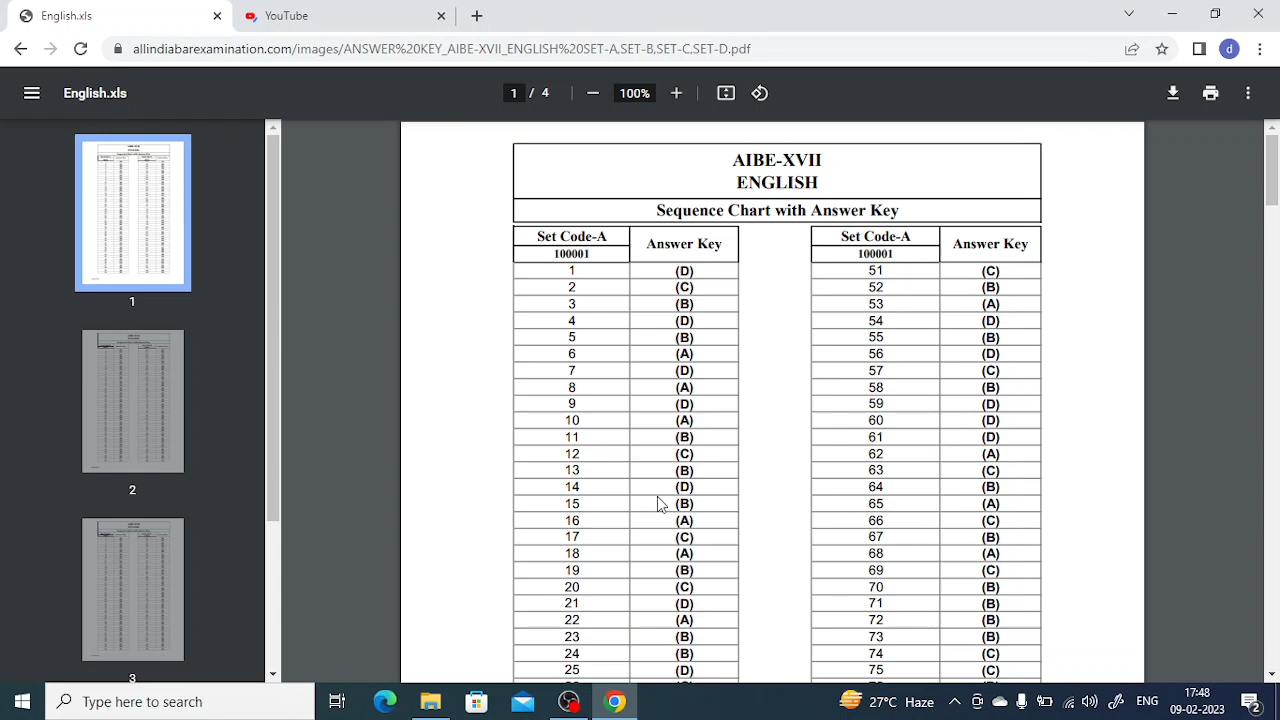 English.xls
YouTube
allindiabarexamination.com/images/ANSWER%20KEY_AIBE-XVII_ENGLISH%20SET-A,SET-B,SET-C,SET-D.pdf
d
English.xls
1 / 4
100%
AIBE-XVII
ENGLISH
Sequence Chart with Answer Key
Set Code-A Answer Key Set Code-A Answer Key
100001 100001
1 (D) 51 (C)
2 (C) 52 (B)
3 (B) 53 (A)
4 (D) 54 (D)
5 (B) 55 (B)
6 (A) 56 (D)
7 (D) 57 (C)
8 (A) 58 (B)
9 (D) 59 (D)
10 (A) 60 (D)
11 (B) 61 (D)
12 (C) 62 (A)
13 (B) 63 (C)
14 (D) 64 (B)
15 (B) 65 (A)
16 (A) 66 (C)
17 (C) 67 (B)
18 (A) 68 (A)
19 (B) 69 (C)
20 (C) 70 (B)
21 (D) 71 (B)
22 (A) 72 (B)
23 (B) 73 (B)
24 (B) 74 (C)
25 (D) 75 (C)
1
2
3
Type here to search
27°C Haze
ENG
17:48
09-02-2023
2